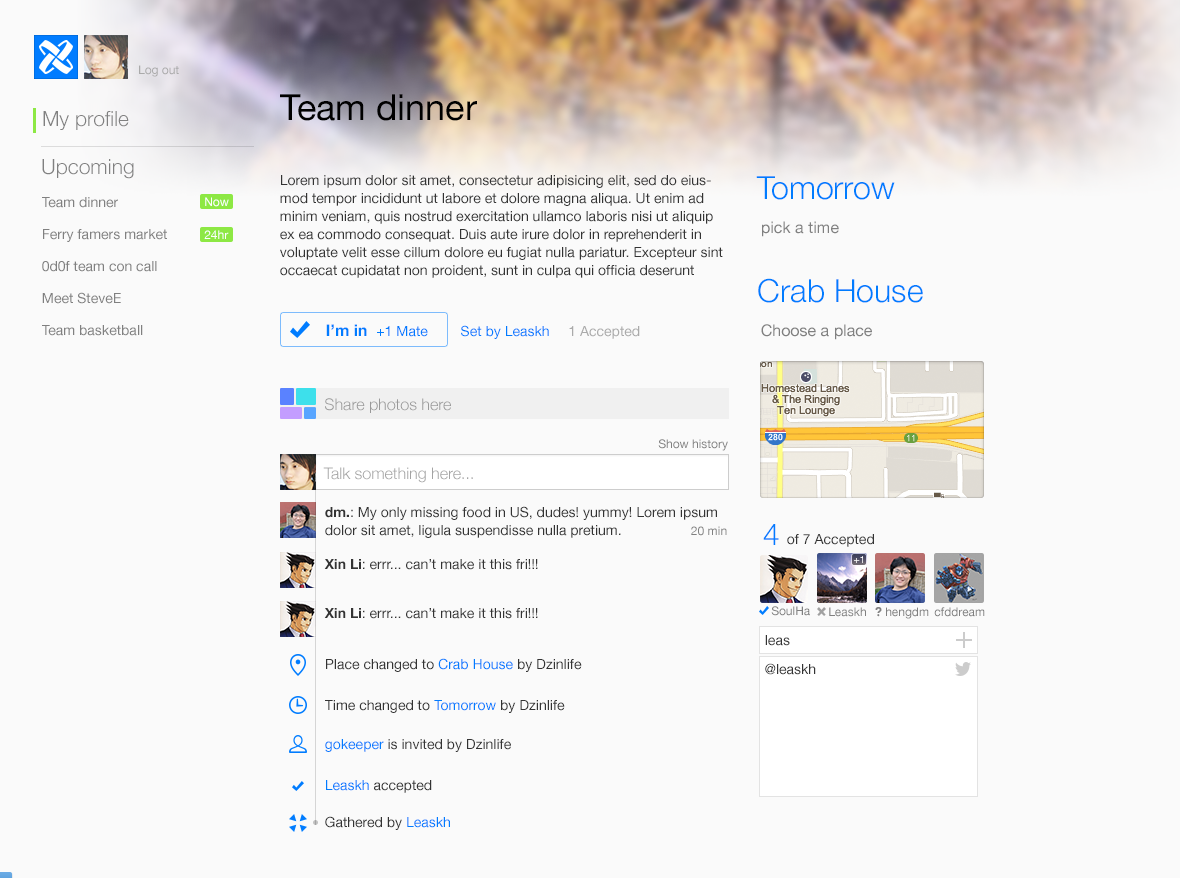 Log out
My profile
Upcoming
Team dinner Now
Ferry famers market 24hr
0d0f team con call
Meet SteveE
Team basketball
Team dinner
Lorem ipsum dolor sit amet, consectetur adipisicing elit, sed do eius-
mod tempor incididunt ut labore et dolore magna aliqua. Ut enim ad
minim veniam, quis nostrud exercitation ullamco laboris nisi ut aliquip
ex ea commodo consequat. Duis aute irure dolor in reprehenderit in
voluptate velit esse cillum dolore eu fugiat nulla pariatur. Excepteur sint
occaecat cupidatat non proident, sunt in culpa qui officia deserunt
I'm in +1 Mate Set by Leaskh 1 Accepted
Share photos here
Show history
Talk something here...
dm.: My only missing food in US, dudes! yummy! Lorem ipsum
dolor sit amet, ligula suspendisse nulla pretium. 20 min
Xin Li: errr... can't make it this fri!!!
Xin Li: errr... can't make it this fri!!!
Place changed to Crab House by Dzinlife
Time changed to Tomorrow by Dzinlife
gokeeper is invited by Dzinlife
Leaskh accepted
Gathered by Leaskh
Tomorrow
pick a time
Crab House
Choose a place
on
Homestead Lanes
& The Ringing
Ten Lounge
280
11
4 of 7 Accepted
+1
SoulHa Leaskh ? hengdm cfddream
leas
@leaskh